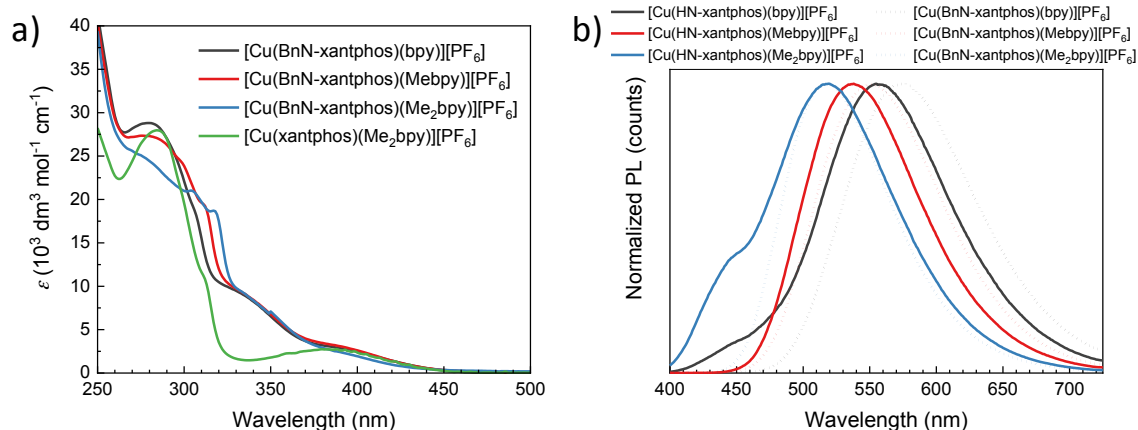 a)
40
35
30
25
20
15
10
5
0
ε (10³ dm³ mol⁻¹ cm⁻¹)
[Cu(BnN-xantphos)(bpy)][PF₆]
[Cu(BnN-xantphos)(Mebpy)][PF₆]
[Cu(BnN-xantphos)(Me₂bpy)][PF₆]
[Cu(xantphos)(Me₂bpy)][PF₆]
250 300 350 400 450 500
Wavelength (nm)
b)
[Cu(HN-xantphos)(bpy)][PF₆] [Cu(BnN-xantphos)(bpy)][PF₆]
[Cu(HN-xantphos)(Mebpy)][PF₆] [Cu(BnN-xantphos)(Mebpy)][PF₆]
[Cu(HN-xantphos)(Me₂bpy)][PF₆] [Cu(BnN-xantphos)(Me₂bpy)][PF₆]
Normalized PL (counts)
400 450 500 550 600 650 700
Wavelength (nm)